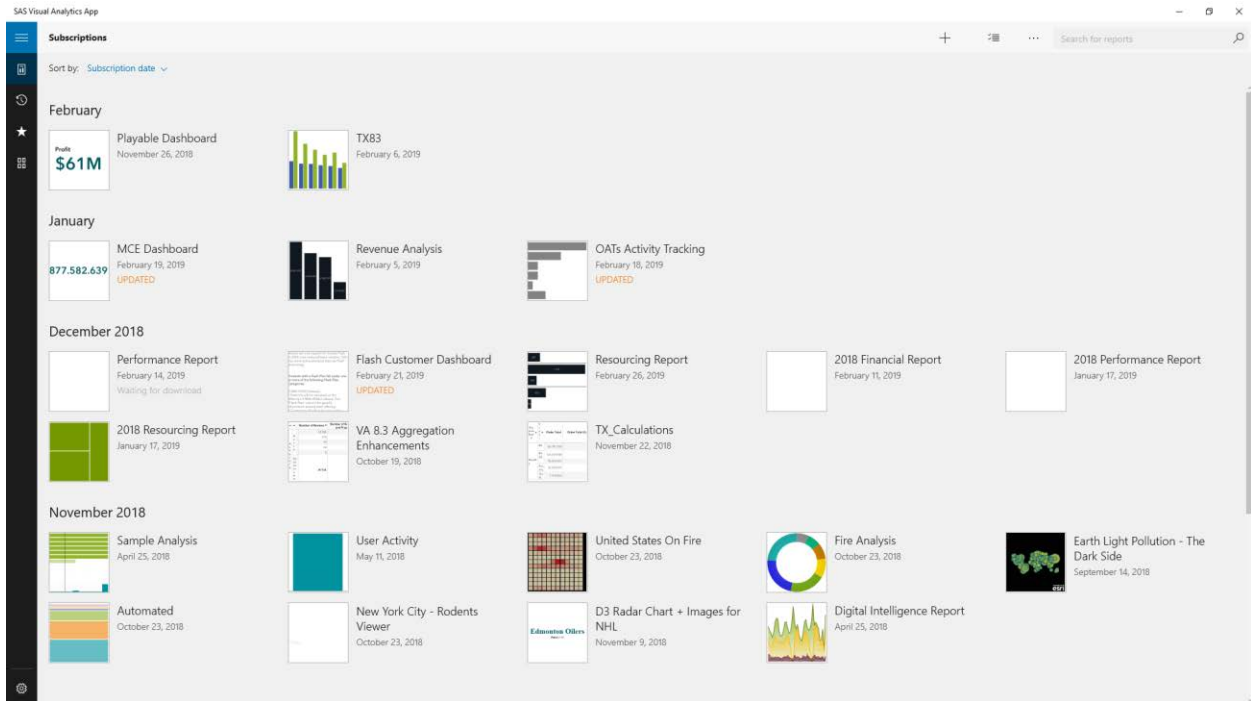 SAS Visual Analytics App
Subscriptions
Search for reports
Sort by: Subscription date
February
Profit
$61M
Playable Dashboard
November 26, 2018
TX83
February 6, 2019
January
877.582.639
MCE Dashboard
February 19, 2019
UPDATED
Revenue Analysis
February 5, 2019
OATs Activity Tracking
February 18, 2019
UPDATED
December 2018
Performance Report
February 14, 2019
Waiting for download
Flash Customer Dashboard
February 21, 2019
UPDATED
Resourcing Report
February 26, 2019
2018 Financial Report
February 11, 2019
2018 Performance Report
January 17, 2019
2018 Resourcing Report
January 17, 2019
VA 8.3 Aggregation
Enhancements
October 19, 2018
TX_Calculations
November 22, 2018
November 2018
Sample Analysis
April 25, 2018
User Activity
May 11, 2018
United States On Fire
October 23, 2018
Fire Analysis
October 23, 2018
esri
Earth Light Pollution - The
Dark Side
September 14, 2018
Automated
October 23, 2018
New York City - Rodents
Viewer
October 23, 2018
Edmonton Oilers
D3 Radar Chart + Images for
NHL
November 9, 2018
Digital Intelligence Report
April 25, 2018